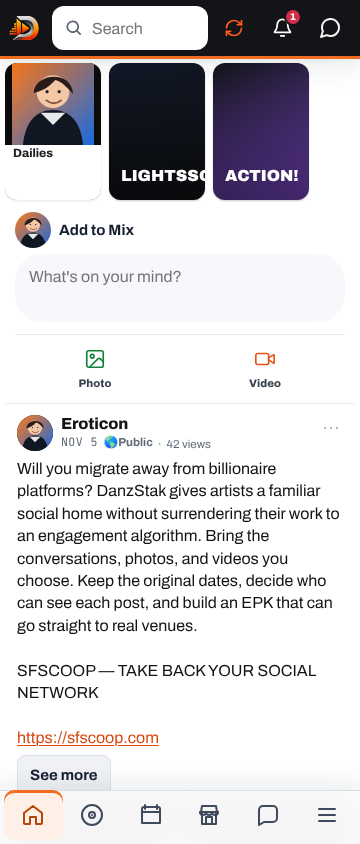 Search
1
Dailies
LIGHTSSC
ACTION!
Add to Mix
What's on your mind?
Photo
Video
Eroticon
NOV 5 🌎Public · 42 views
Will you migrate away from billionaire
platforms? DanzStak gives artists a familiar
social home without surrendering their work to
an engagement algorithm. Bring the
conversations, photos, and videos you
choose. Keep the original dates, decide who
can see each post, and build an EPK that can
go straight to real venues.
SFSCOOP — TAKE BACK YOUR SOCIAL
NETWORK
https://sfscoop.com
See more